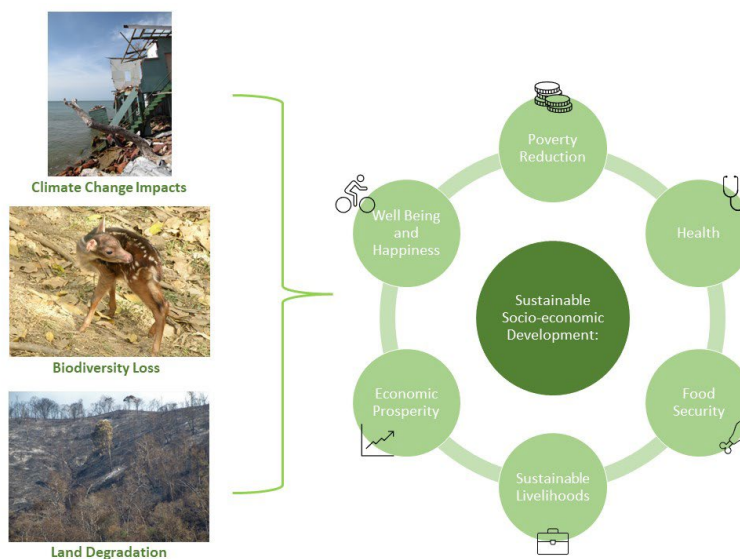 Climate Change Impacts
Biodiversity Loss
Land Degradation
Poverty
Reduction
Health
Food
Security
Sustainable
Livelihoods
Economic
Prosperity
Well Being
and
Happiness
Sustainable
Socio-economic
Development: